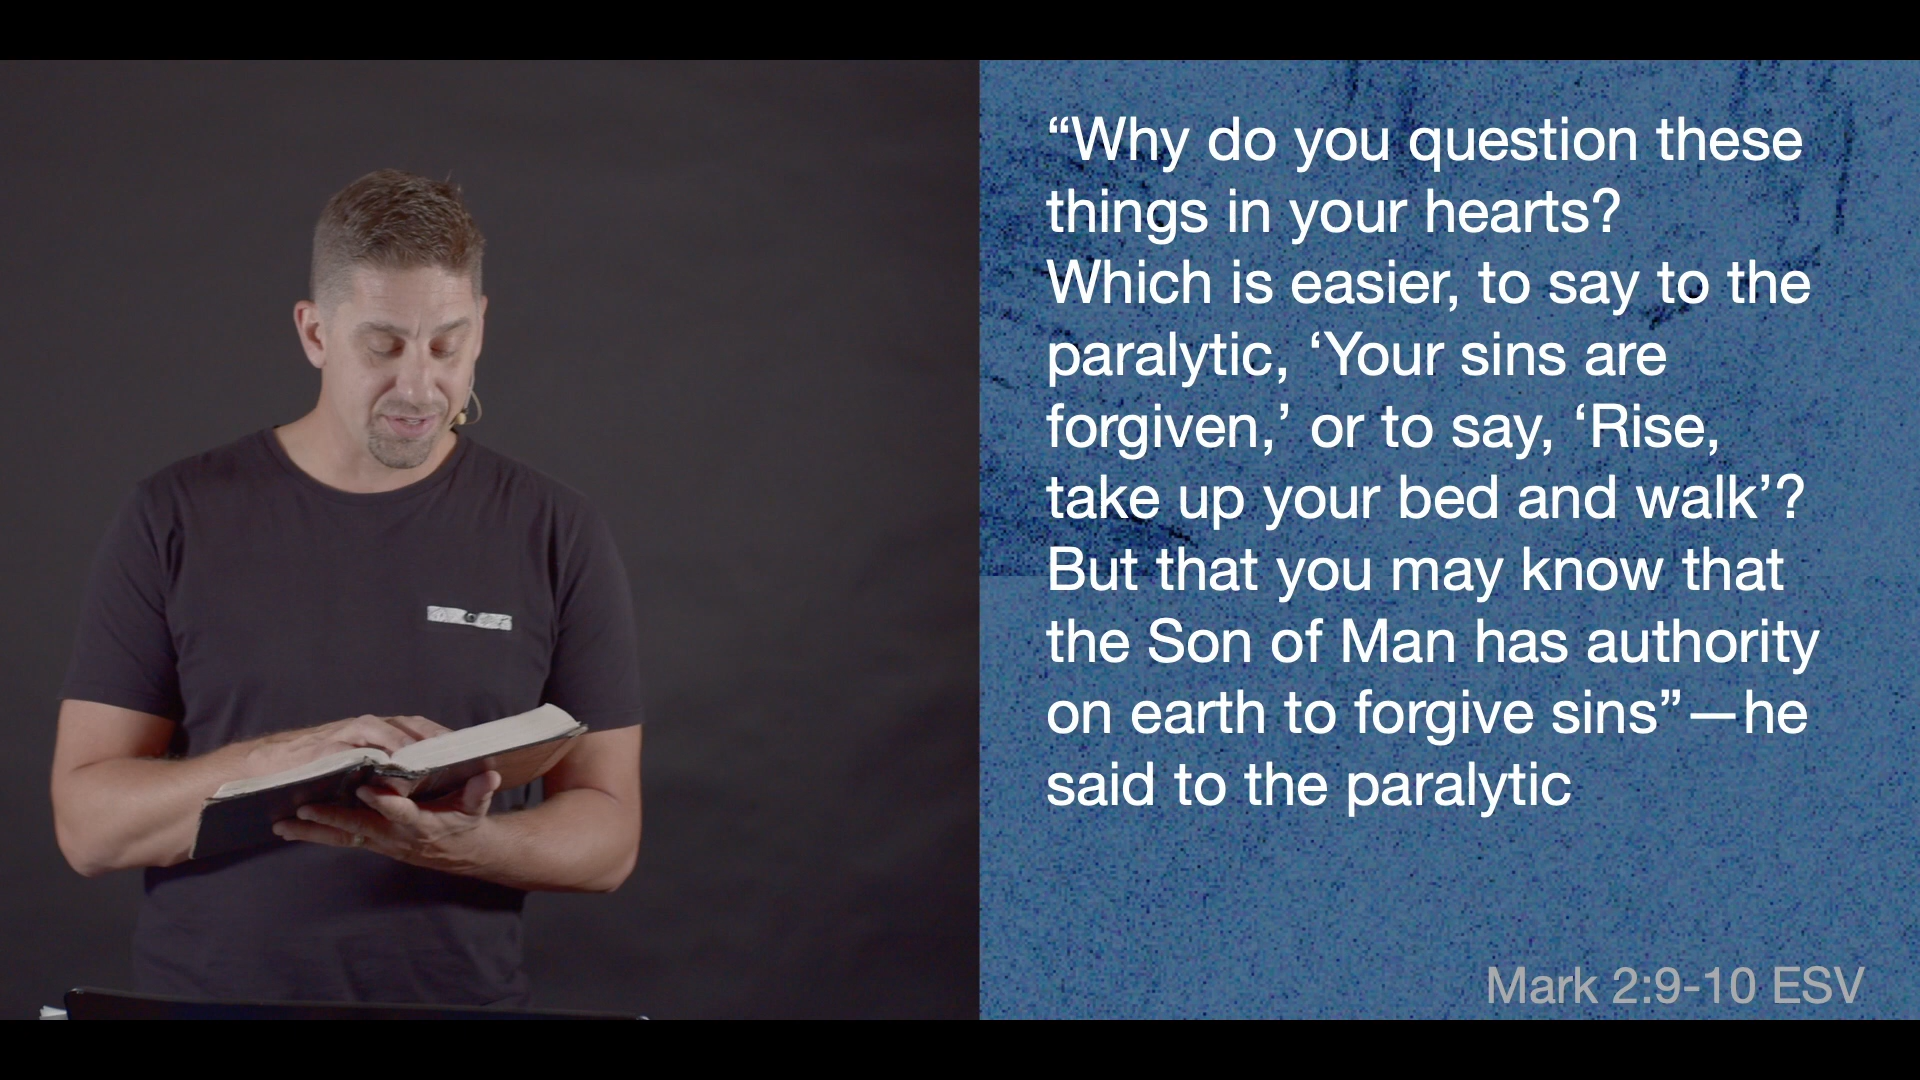 “Why do you question these
things in your hearts?
Which is easier, to say to the
paralytic, ‘Your sins are
forgiven,’ or to say, ‘Rise,
take up your bed and walk’?
But that you may know that
the Son of Man has authority
on earth to forgive sins”—he
said to the paralytic
Mark 2:9-10 ESV